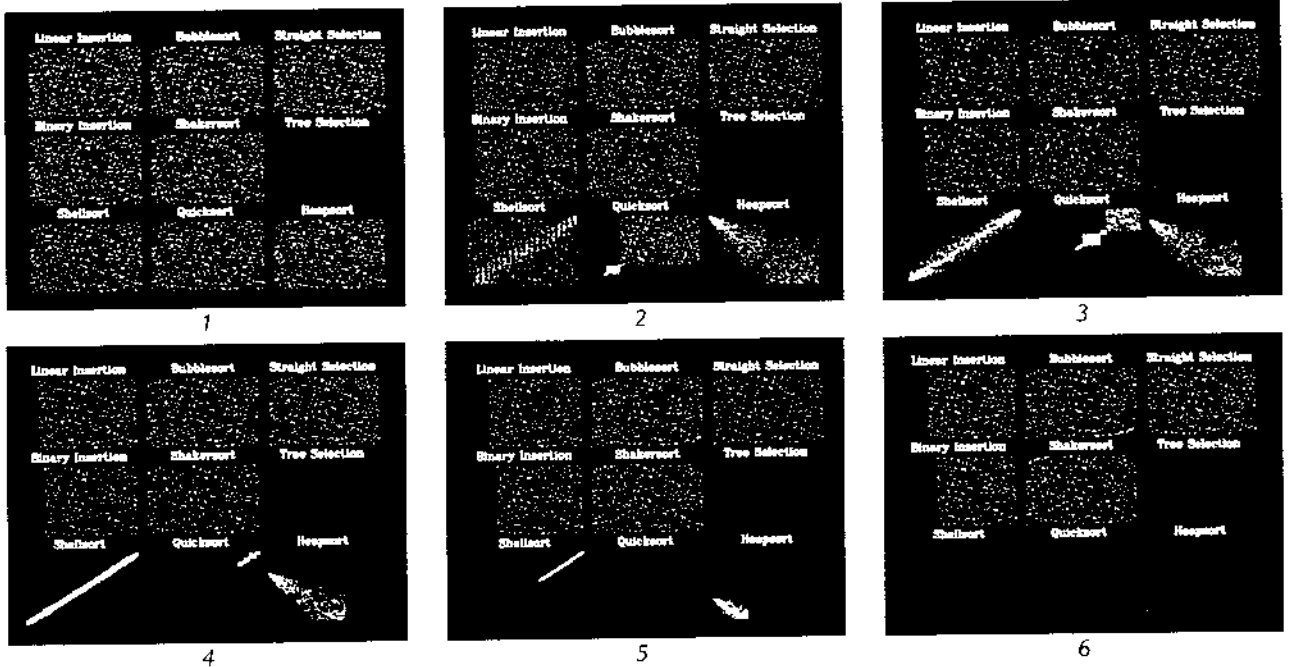 Linear Insertion Bubblesort Straight Selection
Binary Insertion Shakersort Tree Selection
Shellsort Quicksort Heapsort
1
Linear Insertion Bubblesort Straight Selection
Binary Insertion Shakersort Tree Selection
Shellsort Quicksort Heapsort
2
Linear Insertion Bubblesort Straight Selection
Binary Insertion Shakersort Tree Selection
Shellsort Quicksort Heapsort
3
Linear Insertion Bubblesort Straight Selection
Binary Insertion Shakersort Tree Selection
Shellsort Quicksort Heapsort
4
Linear Insertion Bubblesort Straight Selection
Binary Insertion Shakersort Tree Selection
Shellsort Quicksort Heapsort
5
Linear Insertion Bubblesort Straight Selection
Binary Insertion Shakersort Tree Selection
Shellsort Quicksort Heapsort
6